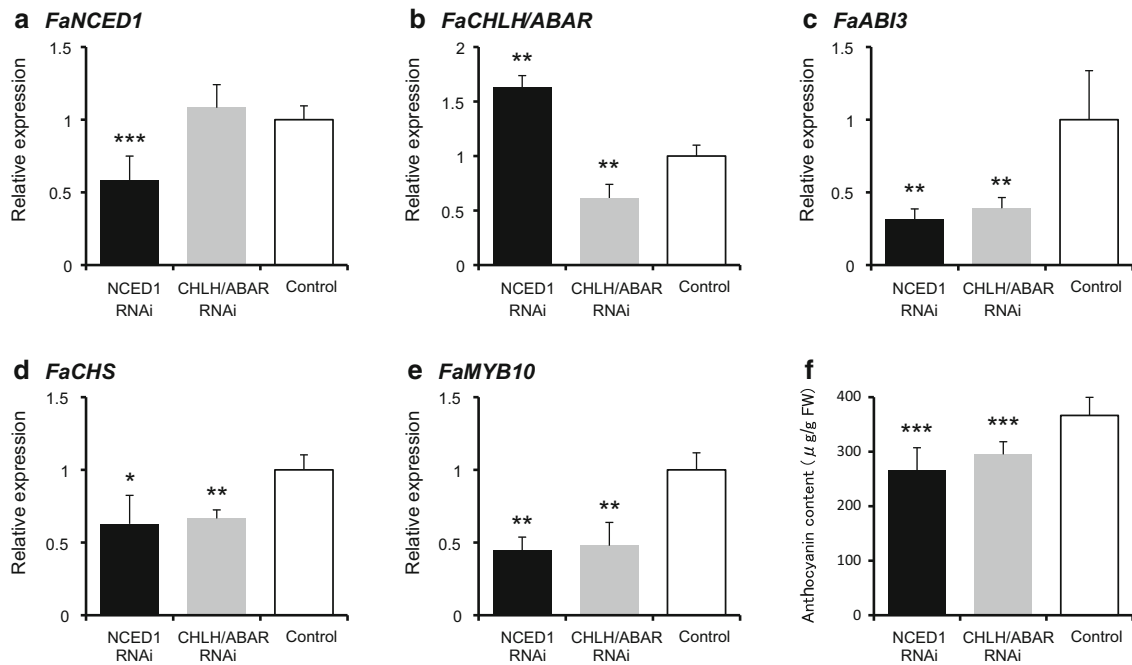 a FaNCED1
Relative expression
1.5
1
0.5
0
***
NCED1 RNAi
CHLH/ABAR RNAi
Control
b FaCHLH/ABAR
Relative expression
2
1.5
1
0.5
0
**
**
NCED1 RNAi
CHLH/ABAR RNAi
Control
c FaABI3
Relative expression
1.5
1
0.5
0
**
**
NCED1 RNAi
CHLH/ABAR RNAi
Control
d FaCHS
Relative expression
1.5
1
0.5
0
*
**
NCED1 RNAi
CHLH/ABAR RNAi
Control
e FaMYB10
Relative expression
1.5
1
0.5
0
**
**
NCED1 RNAi
CHLH/ABAR RNAi
Control
f
Anthocyanin content (μg/g FW)
400
300
200
100
0
***
***
NCED1 RNAi
CHLH/ABAR RNAi
Control